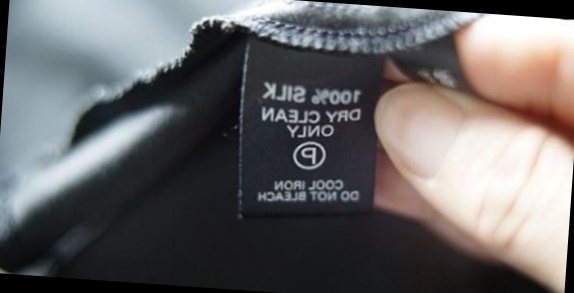 100% SILK
DRY CLEAN
ONLY
P
COOL IRON
DO NOT BLEACH